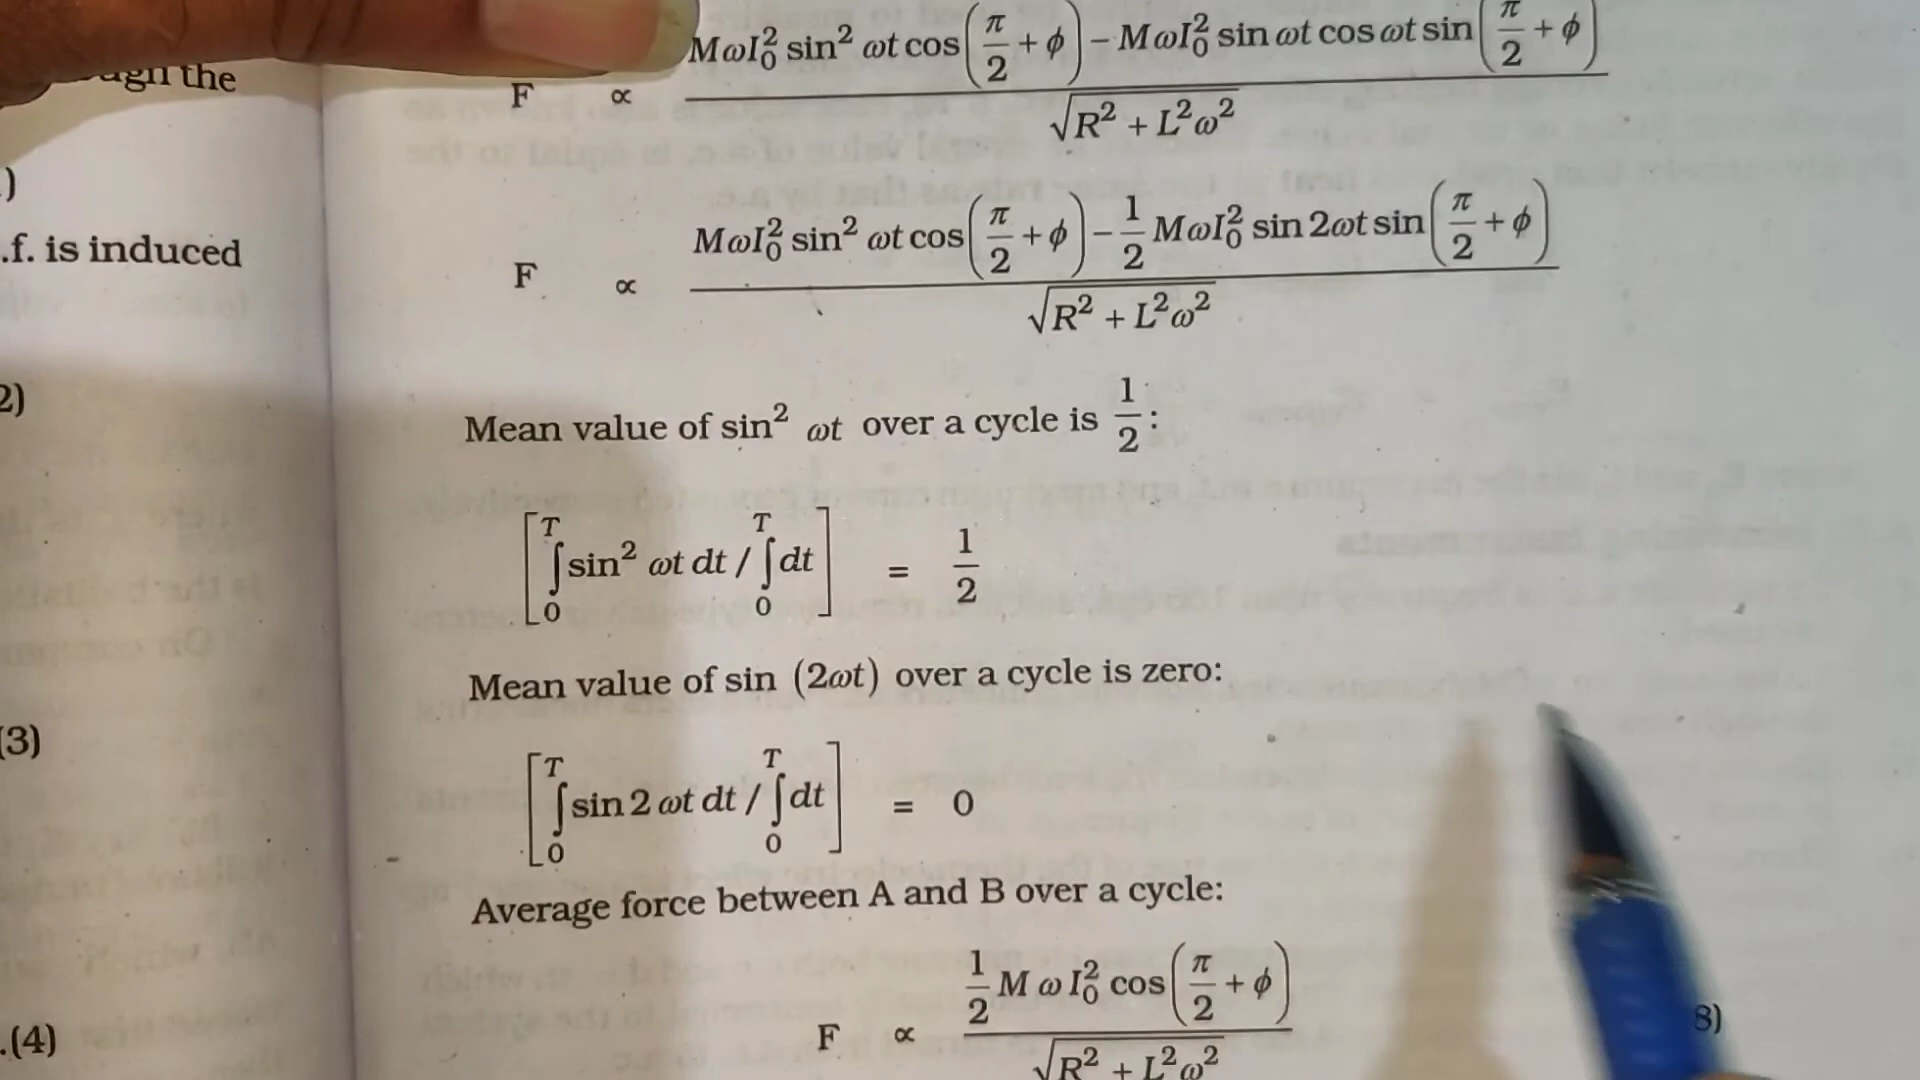 the
F ∝ MωI₀² sin² ωt cos(π/2 + ϕ) – MωI₀² sin ωt cos ωt sin(π/2 + ϕ) / √R² + L²ω²
)
.f. is induced
F ∝ MωI₀² sin² ωt cos(π/2 + ϕ) – 1/2 MωI₀² sin 2ωt sin(π/2 + ϕ) / √R² + L²ω²
2)
Mean value of sin² ωt over a cycle is 1/2:
[∫₀ᵀ sin² ωt dt / ∫₀ᵀ dt] = 1/2
Mean value of sin (2ωt) over a cycle is zero:
(3)
[∫₀ᵀ sin 2 ωt dt / ∫₀ᵀ dt] = 0
Average force between A and B over a cycle:
.(4)
F ∝ 1/2 M ω I₀² cos(π/2 + ϕ) / √R² + L²ω²
8)